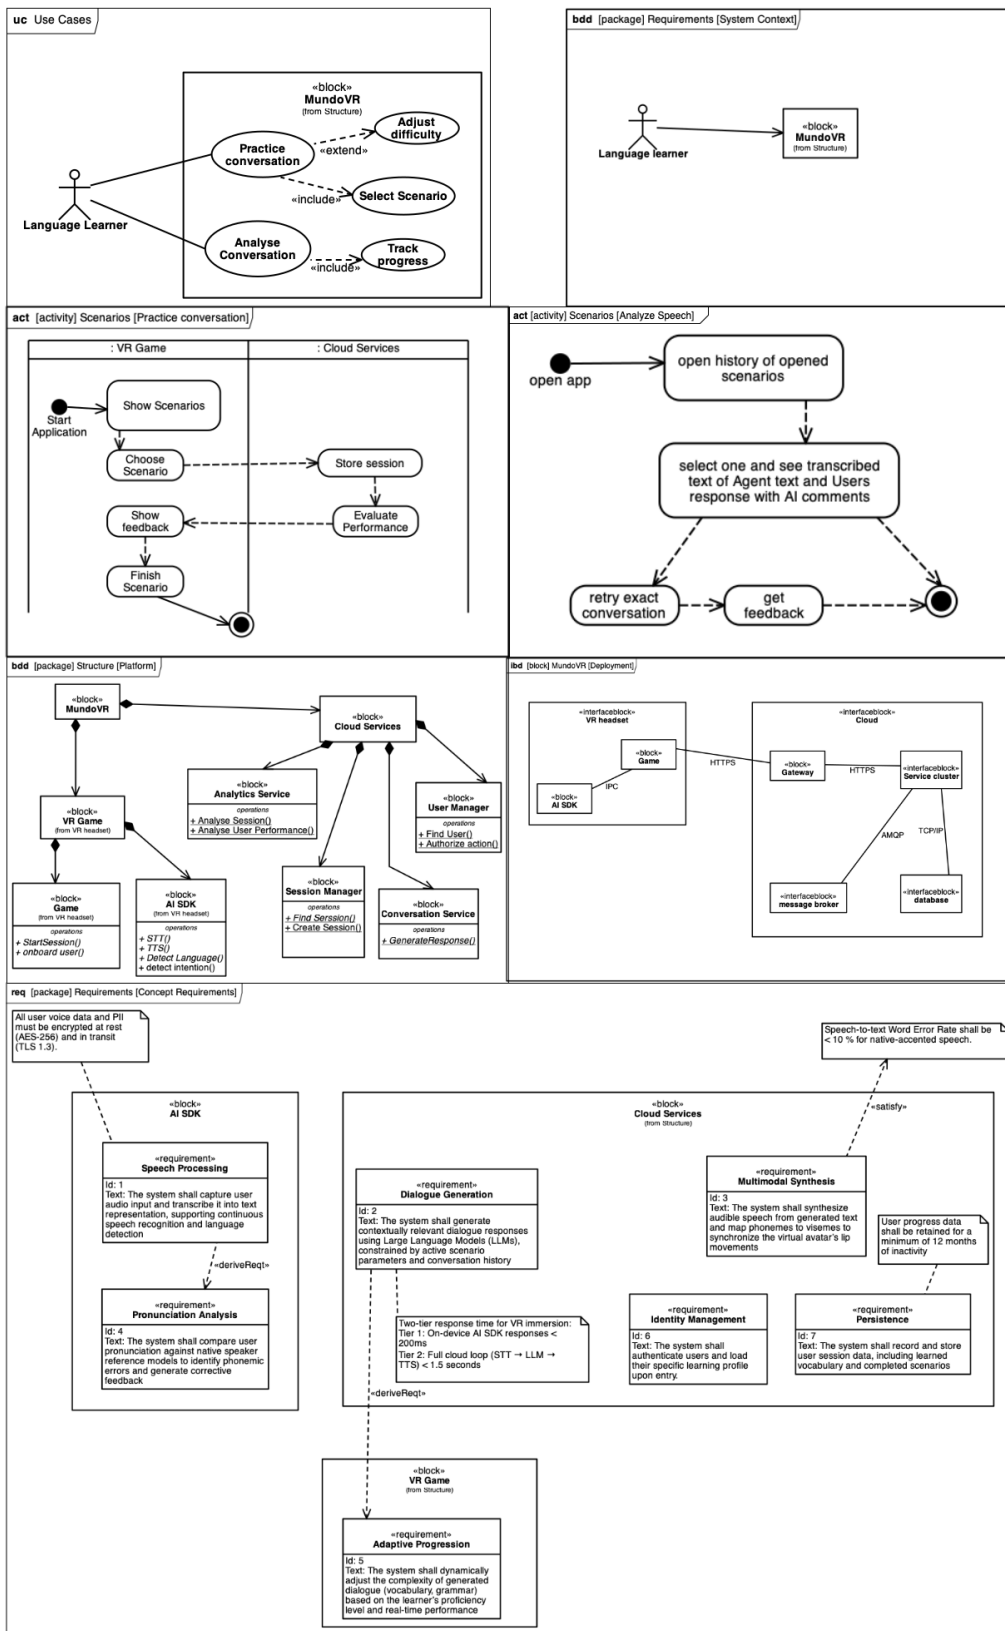 uc Use Cases
«block»
MundoVR
(from Structure)
Practice
conversation
Adjust
difficulty
«extend»
Select Scenario
«include»
Language Learner
Analyse
Conversation
Track
progress
«include»
bdd [package] Requirements [System Context]
Language learner
«block»
MundoVR
(from Structure)
act [activity] Scenarios [Practice conversation]
: VR Game
: Cloud Services
Start
Application
Show Scenarios
Choose
Scenario
Store session
Show
feedback
Evaluate
Performance
Finish
Scenario
act [activity] Scenarios [Analyze Speech]
open app
open history of opened
scenarios
select one and see transcribed
text of Agent text and Users
response with AI comments
retry exact
conversation
get
feedback
bdd [package] Structure [Platform]
«block»
MundoVR
«block»
Cloud Services
«block»
Analytics Service
operations
+ Analyse Session()
+ Analyse User Performance()
«block»
User Manager
operations
+ Find User()
+ Authorize action()
«block»
VR Game
(from VR headset)
«block»
Game
(from VR headset)
operations
+ StartSession()
+ onboard user()
«block»
AI SDK
(from VR headset)
operations
+ STT()
+ TTS()
+ Detect Language()
+ detect intention()
«block»
Session Manager
operations
+ Find Serssion()
+ Create Session()
«block»
Conversation Service
operations
+ GenerateResponse()
ibd [block] MundoVR [Deployment]
«interfaceblock»
VR headset
«block»
Game
IPC
«block»
AI SDK
HTTPS
«interfaceblock»
Cloud
«block»
Gateway
HTTPS
«interfaceblock»
Service cluster
AMQP
TCP/IP
«interfaceblock»
message broker
«interfaceblock»
database
req [package] Requirements [Concept Requirements]
All user voice data and PII
must be encrypted at rest
(AES-256) and in transit
(TLS 1.3).
Speech-to-text Word Error Rate shall be
< 10 % for native-accented speech.
«satisfy»
«block»
AI SDK
«requirement»
Speech Processing
Id: 1
Text: The system shall capture user
audio input and transcribe it into text
representation, supporting continuous
speech recognition and language
detection
«deriveReqt»
«requirement»
Pronunciation Analysis
Id: 4
Text: The system shall compare user
pronunciation against native speaker
reference models to identify phonemic
errors and generate corrective
feedback
«block»
Cloud Services
(from Structure)
«requirement»
Dialogue Generation
Id: 2
Text: The system shall generate
contextually relevant dialogue responses
using Large Language Models (LLMs),
constrained by active scenario
parameters and conversation history
«requirement»
Multimodal Synthesis
Id: 3
Text: The system shall synthesize
audible speech from generated text
and map phonemes to visemes to
synchronize the virtual avatar's lip
movements
User progress data
shall be retained for a
minimum of 12 months
of inactivity
Two-tier response time for VR immersion:
Tier 1: On-device AI SDK responses <
200ms
Tier 2: Full cloud loop (STT → LLM →
TTS) < 1.5 seconds
«requirement»
Identity Management
Id: 6
Text: The system shall
authenticate users and load
their specific learning profile
upon entry.
«requirement»
Persistence
Id: 7
Text: The system shall record and store
user session data, including learned
vocabulary and completed scenarios
«deriveReqt»
«block»
VR Game
(from Structure)
«requirement»
Adaptive Progression
Id: 5
Text: The system shall dynamically
adjust the complexity of generated
dialogue (vocabulary, grammar)
based on the learner's proficiency
level and real-time performance